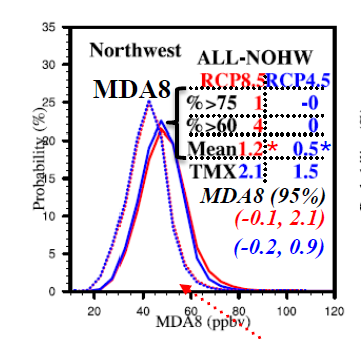 Northwest
ALL-NOHW
RCP8.5 RCP4.5
MDA8
%>75 1 -0
%>60 4 0
Mean 1.2 * 0.5*
TMX 2.1 1.5
MDA8 (95%)
(-0.1, 2.1)
(-0.2, 0.9)
Probability (%)
35
30
25
20
15
10
5
0
20 40 60 80 100 120
MDA8 (ppbv)